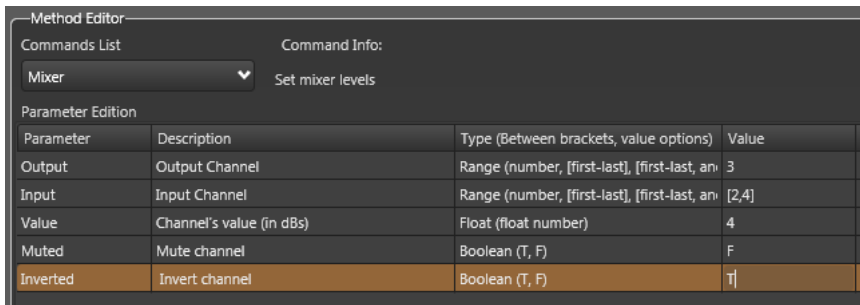 Method Editor
Commands List Command Info:
Mixer Set mixer levels
Parameter Edition
Parameter Description Type (Between brackets, value options) Value
Output Output Channel Range (number, [first-last], [first-last, an 3
Input Input Channel Range (number, [first-last], [first-last, an [2,4]
Value Channel's value (in dBs) Float (float number) 4
Muted Mute channel Boolean (T, F) F
Inverted Invert channel Boolean (T, F) T